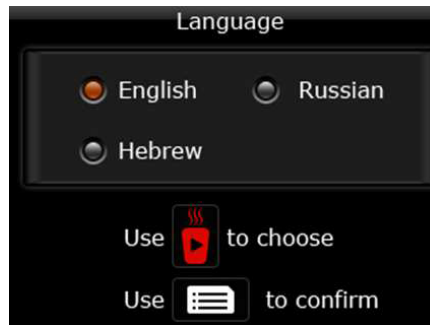 Language
English
Russian
Hebrew
Use to choose
Use to confirm